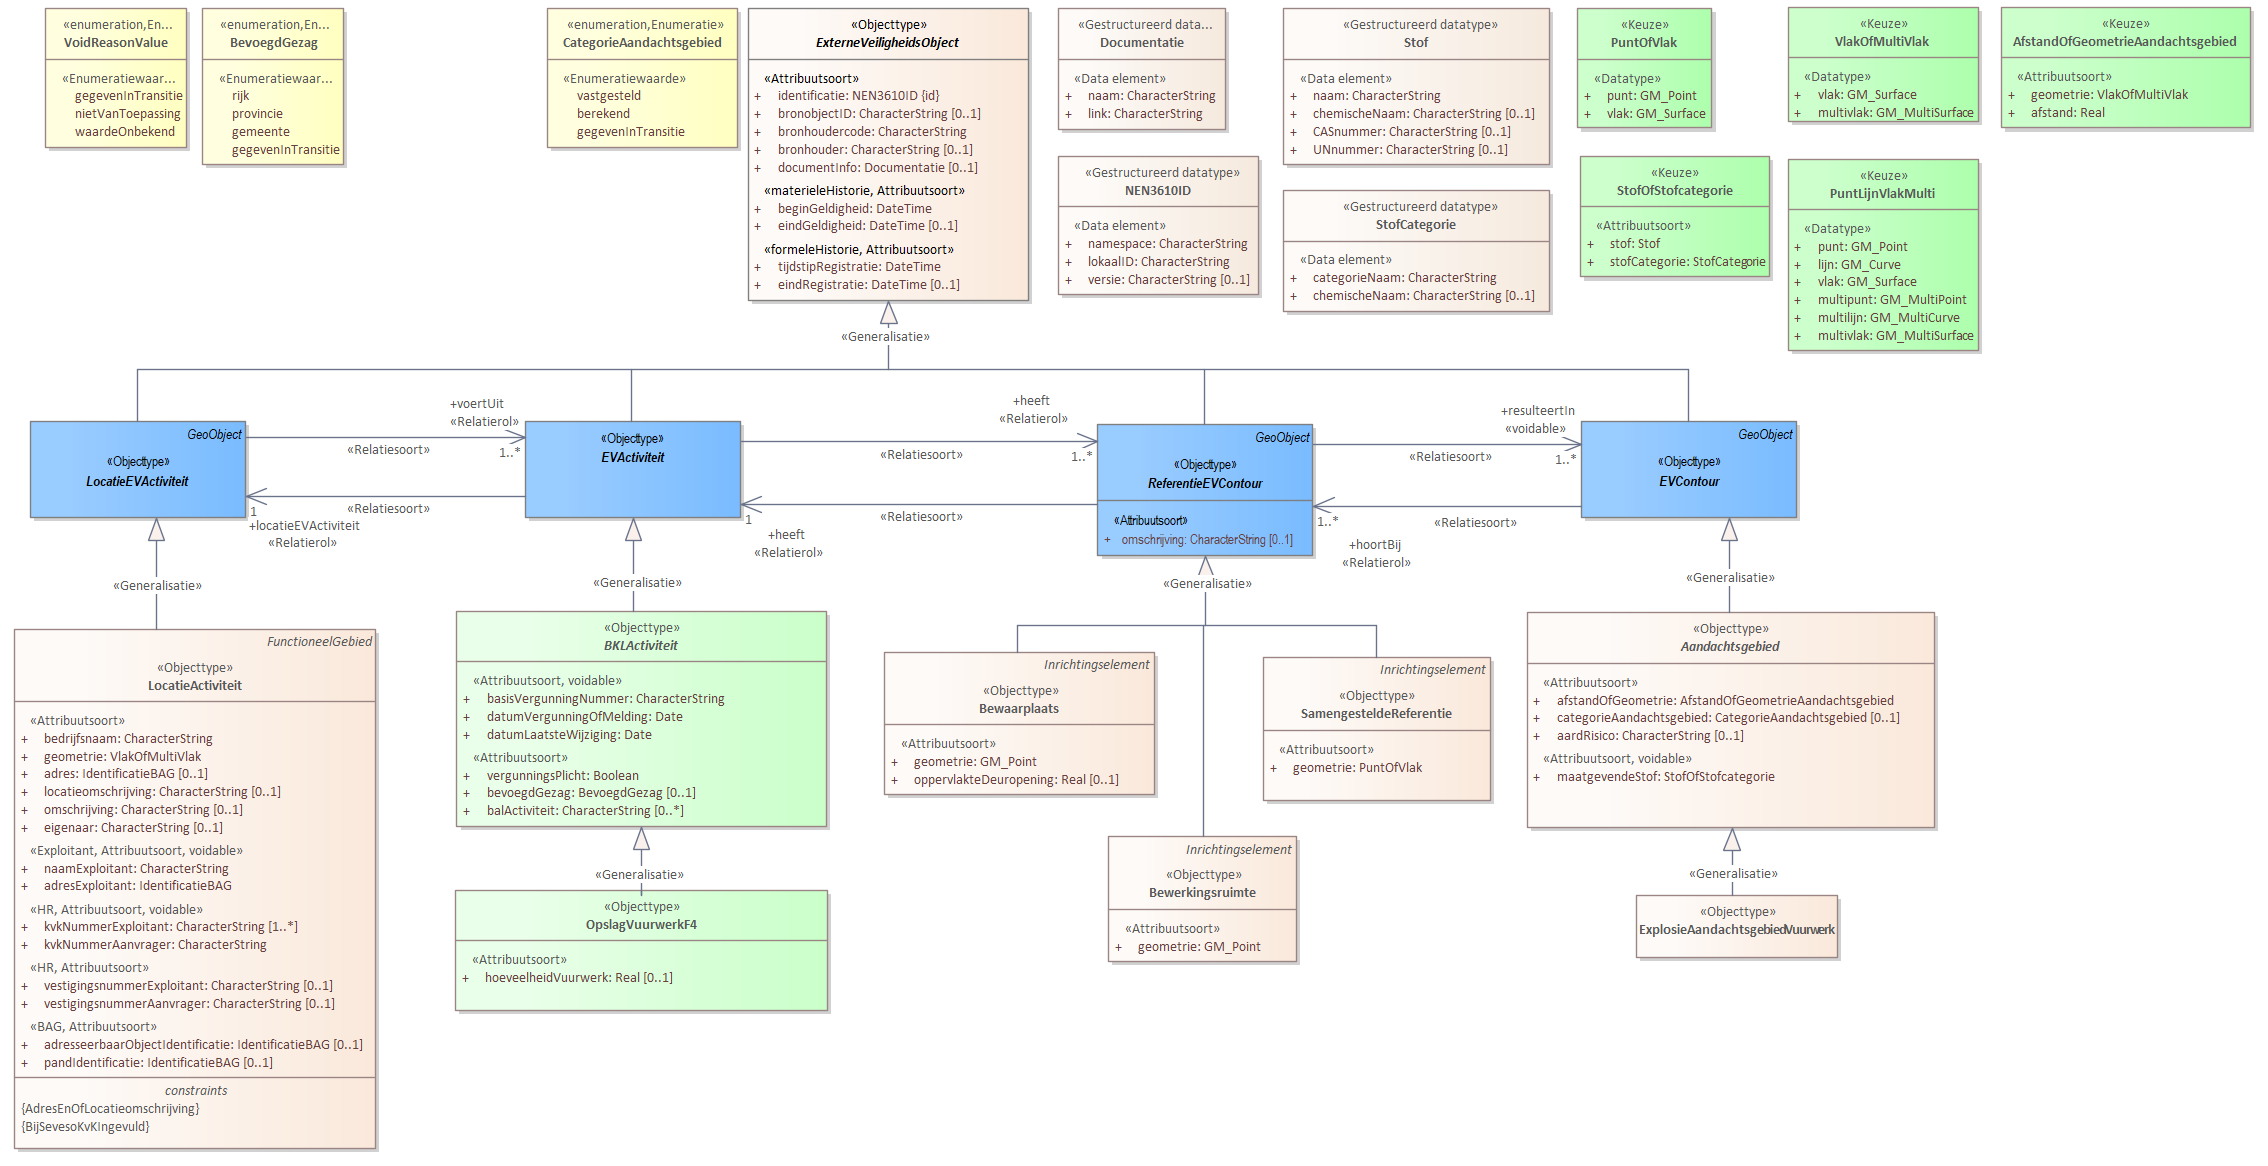 «enumeration,En...
VoidReasonValue
«Enumeratiewaar...
gegevenInTransitie
nietVanToepassing
waardeOnbekend
«enumeration,En...
BevoegdGezag
«Enumeratiewaar...
rijk
provincie
gemeente
gegevenInTransitie
«enumeration,Enumeratie»
CategorieAandachtsgebied
«Enumeratiewaarde»
vastgesteld
berekend
gegevenInTransitie
«Objecttype»
ExterneVeiligheidsObject
«Attribuutsoort»
+ identificatie: NEN3610ID {id}
+ bronobjectID: CharacterString [0..1]
+ bronhoudercode: CharacterString
+ bronhouder: CharacterString [0..1]
+ documentInfo: Documentatie [0..1]
«materieleHistorie, Attribuutsoort»
+ beginGeldigheid: DateTime
+ eindGeldigheid: DateTime [0..1]
«formeleHistorie, Attribuutsoort»
+ tijdstipRegistratie: DateTime
+ eindRegistratie: DateTime [0..1]
«Gestructureerd data...
Documentatie
«Data element»
+ naam: CharacterString
+ link: CharacterString
«Gestructureerd datatype»
NEN3610ID
«Data element»
+ namespace: CharacterString
+ lokaalID: CharacterString
+ versie: CharacterString [0..1]
«Gestructureerd datatype»
Stof
«Data element»
+ naam: CharacterString
+ chemischeNaam: CharacterString [0..1]
+ CASnummer: CharacterString [0..1]
+ UNnummer: CharacterString [0..1]
«Gestructureerd datatype»
StofCategorie
«Data element»
+ categorieNaam: CharacterString
+ chemischeNaam: CharacterString [0..1]
«Keuze»
PuntOfVlak
«Datatype»
+ punt: GM_Point
+ vlak: GM_Surface
«Keuze»
StofOfStofcategorie
«Attribuutsoort»
+ stof: Stof
+ stofCategorie: StofCategorie
«Keuze»
VlakOfMultiVlak
«Datatype»
+ vlak: GM_Surface
+ multivlak: GM_MultiSurface
«Keuze»
PuntLijnVlakMulti
«Datatype»
+ punt: GM_Point
+ lijn: GM_Curve
+ vlak: GM_Surface
+ multipunt: GM_MultiPoint
+ multilijn: GM_MultiCurve
+ multivlak: GM_MultiSurface
«Keuze»
AfstandOfGeometrieAandachtsgebied
«Attribuutsoort»
+ geometrie: VlakOfMultiVlak
+ afstand: Real
«Generalisatie»
GeoObject
«Objecttype»
LocatieEVActiviteit
+voertUit
«Relatierol»
«Relatiesoort»
1..*
«Relatiesoort»
1
+locatieEVActiviteit
«Relatierol»
«Objecttype»
EVActiviteit
+heeft
«Relatierol»
«Relatiesoort»
1..*
«Relatiesoort»
1
+heeft
«Relatierol»
GeoObject
«Objecttype»
ReferentieEVContour
«Attribuutsoort»
+ omschrijving: CharacterString [0..1]
+resulteertIn
«voidable»
«Relatiesoort»
1..*
«Relatiesoort»
1..*
+hoortBij
«Relatierol»
GeoObject
«Objecttype»
EVContour
«Generalisatie»
«Generalisatie»
«Generalisatie»
«Generalisatie»
FunctioneelGebied
«Objecttype»
LocatieActiviteit
«Attribuutsoort»
+ bedrijfsnaam: CharacterString
+ geometrie: VlakOfMultiVlak
+ adres: IdentificatieBAG [0..1]
+ locatieomschrijving: CharacterString [0..1]
+ omschrijving: CharacterString [0..1]
+ eigenaar: CharacterString [0..1]
«Exploitant, Attribuutsoort, voidable»
+ naamExploitant: CharacterString
+ adresExploitant: IdentificatieBAG
«HR, Attribuutsoort, voidable»
+ kvkNummerExploitant: CharacterString [1..*]
+ kvkNummerAanvrager: CharacterString
«HR, Attribuutsoort»
+ vestigingsnummerExploitant: CharacterString [0..1]
+ vestigingsnummerAanvrager: CharacterString [0..1]
«BAG, Attribuutsoort»
+ adresseerbaarObjectIdentificatie: IdentificatieBAG [0..1]
+ pandIdentificatie: IdentificatieBAG [0..1]
constraints
{AdresEnOfLocatieomschrijving}
{BijSevesoKvKIngevuld}
«Objecttype»
BKLActiviteit
«Attribuutsoort, voidable»
+ basisVergunningNummer: CharacterString
+ datumVergunningOfMelding: Date
+ datumLaatsteWijziging: Date
«Attribuutsoort»
+ vergunningsPlicht: Boolean
+ bevoegdGezag: BevoegdGezag [0..1]
+ balActiviteit: CharacterString [0..*]
«Generalisatie»
«Objecttype»
OpslagVuurwerkF4
«Attribuutsoort»
+ hoeveelheidVuurwerk: Real [0..1]
Inrichtingselement
«Objecttype»
Bewaarplaats
«Attribuutsoort»
+ geometrie: GM_Point
+ oppervlakteDeuropening: Real [0..1]
Inrichtingselement
«Objecttype»
SamengesteldeReferentie
«Attribuutsoort»
+ geometrie: PuntOfVlak
Inrichtingselement
«Objecttype»
Bewerkingsruimte
«Attribuutsoort»
+ geometrie: GM_Point
«Objecttype»
Aandachtsgebied
«Attribuutsoort»
+ afstandOfGeometrie: AfstandOfGeometrieAandachtsgebied
+ categorieAandachtsgebied: CategorieAandachtsgebied [0..1]
+ aardRisico: CharacterString [0..1]
«Attribuutsoort, voidable»
+ maatgevendeStof: StofOfStofcategorie
«Generalisatie»
«Objecttype»
ExplosieAandachtsgebiedVuurwerk